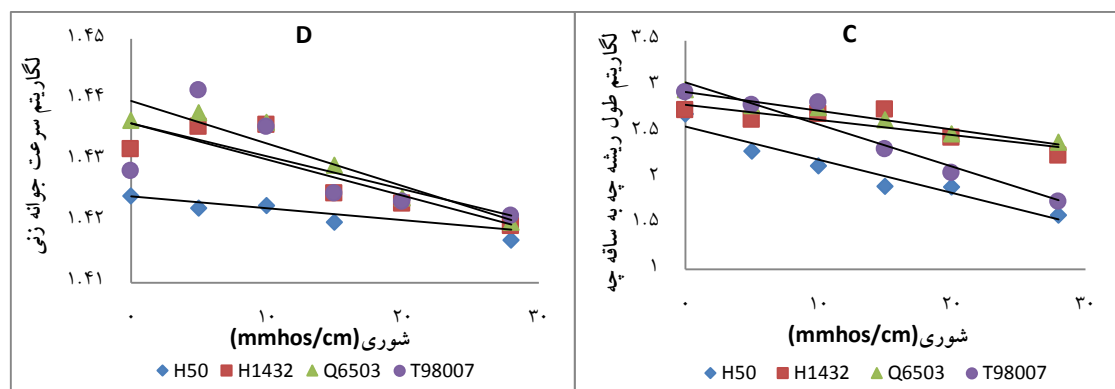 D
لگاریتم سرعت جوانه زنی
۱.۴۵
۱.۴۴
۱.۴۳
۱.۴۲
۱.۴۱
۰ ۱۰ ۲۰ ۳۰
شوری(mmhos/cm)
H50 H1432 Q6503 T98007
C
لگاریتم طول ریشه چه به ساقه چه
۳.۵
۳
۲.۵
۲
۱.۵
۱
۰ ۱۰ ۲۰ ۳۰
شوری(mmhos/cm)
H50 H1432 Q6503 T98007